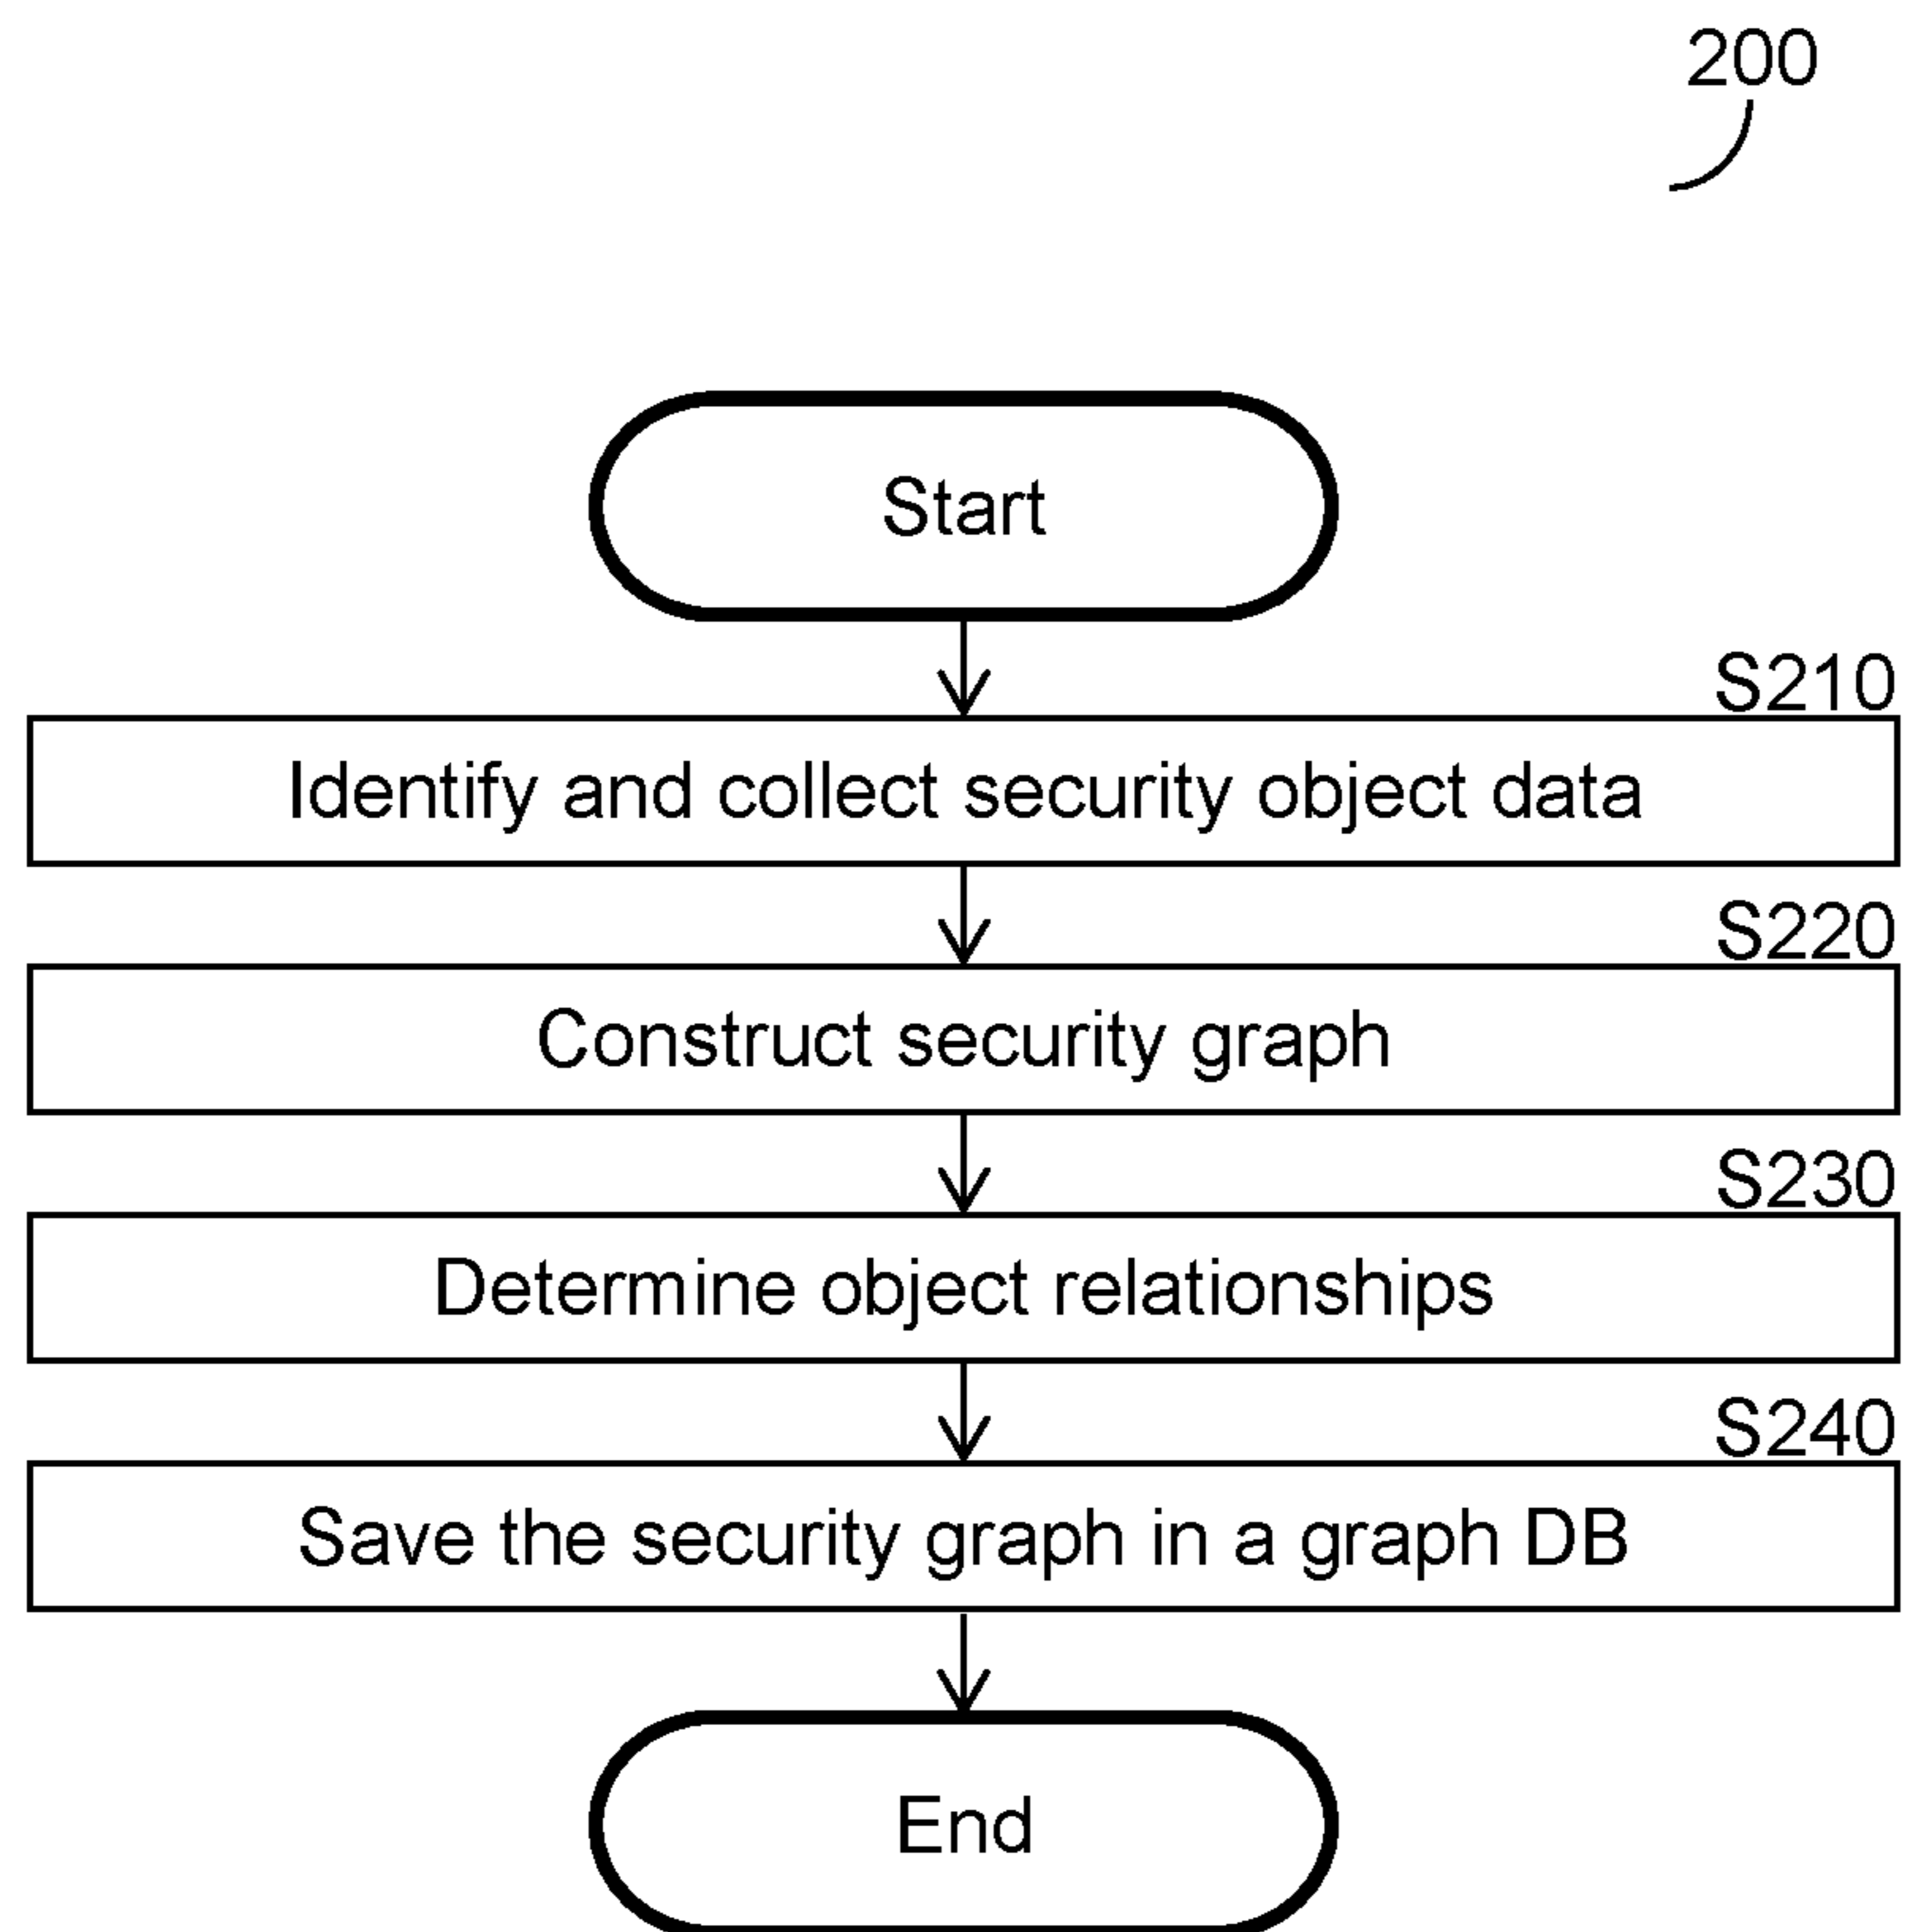 200
Start
S210
Identify and collect security object data
S220
Construct security graph
S230
Determine object relationships
S240
Save the security graph in a graph DB
End